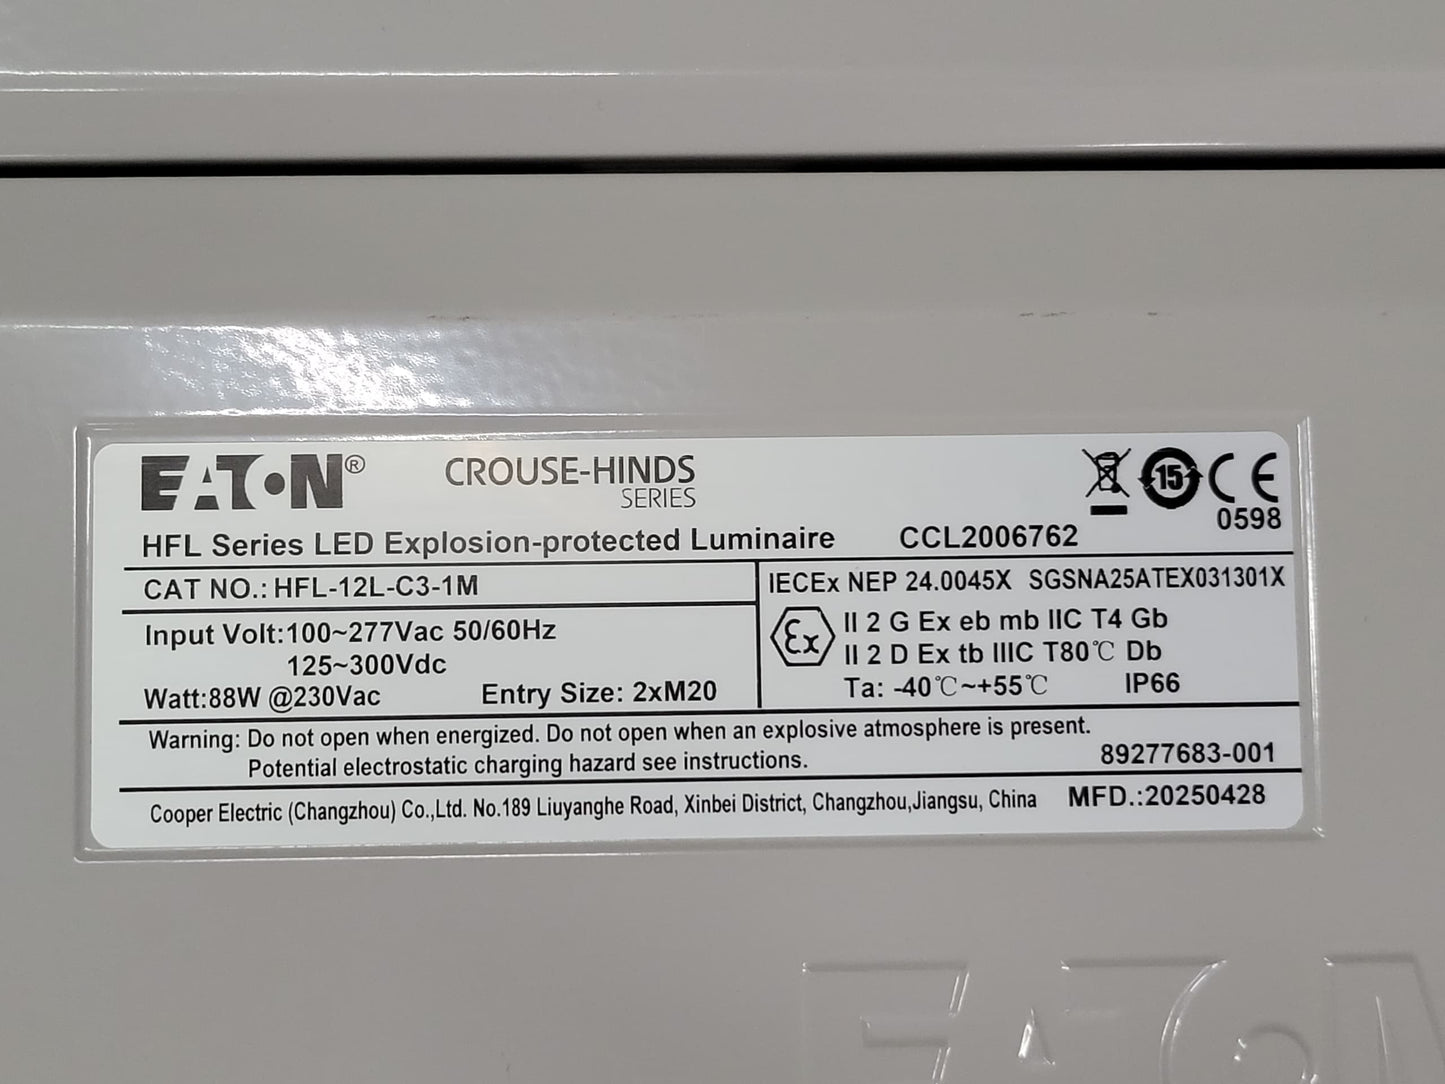 EATON® CROUSE-HINDS
SERIES
15
0598
HFL Series LED Explosion-protected Luminaire CCL2006762
CAT NO.: HFL-12L-C3-1M
IECEx NEP 24.0045X SGSNA25ATEX031301X
Input Volt:100~277Vac 50/60Hz
125~300Vdc
Watt:88W @230Vac Entry Size: 2xM20
Ex II 2 G Ex eb mb IIC T4 Gb
II 2 D Ex tb IIIC T80℃ Db
Ta: -40℃~+55℃ IP66
Warning: Do not open when energized. Do not open when an explosive atmosphere is present.
Potential electrostatic charging hazard see instructions.
89277683-001
Cooper Electric (Changzhou) Co.,Ltd. No.189 Liuyanghe Road, Xinbei District, Changzhou,Jiangsu, China MFD.:20250428
EATON